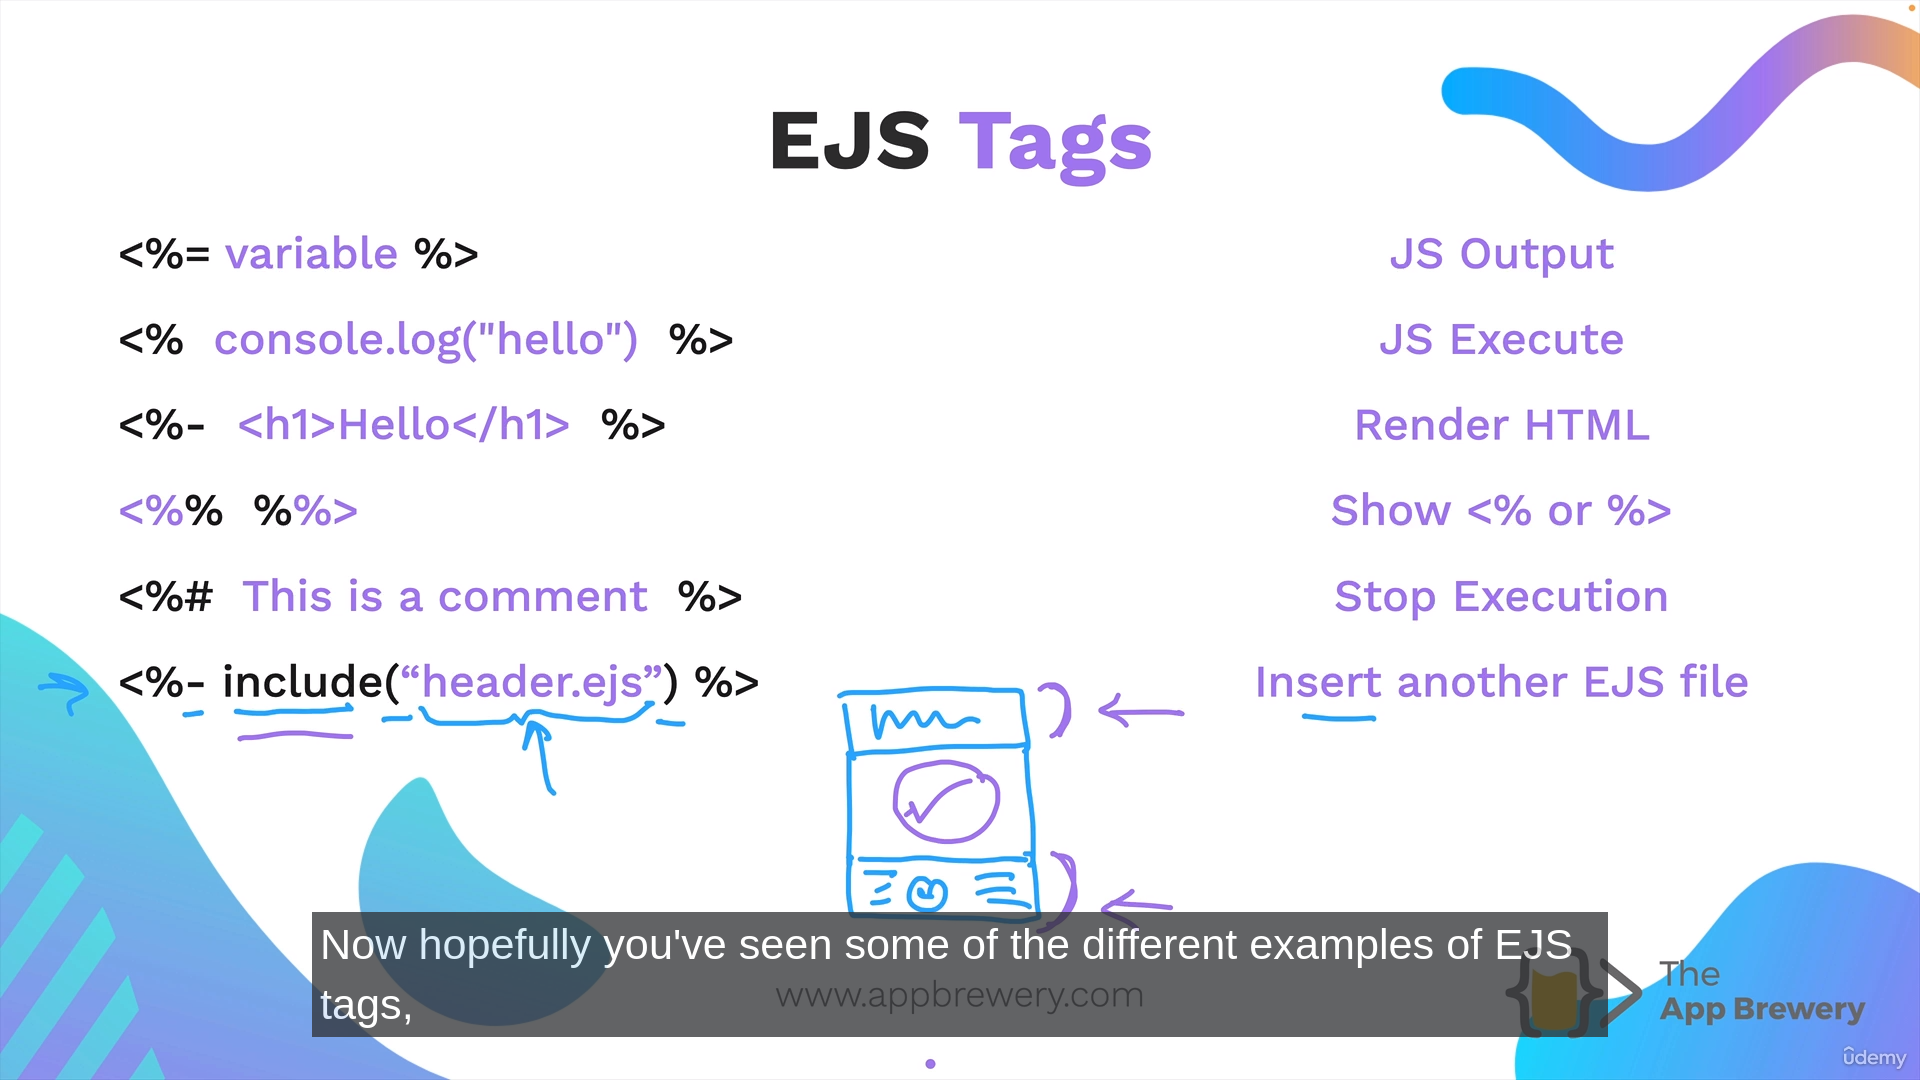 EJS Tags
<%= variable %> JS Output
<% console.log("hello") %> JS Execute
<%- <h1>Hello</h1> %> Render HTML
<%% %%> Show <% or %>
<%# This is a comment %> Stop Execution
<%- include(“header.ejs”) %> Insert another EJS file
Now hopefully you've seen some of the different examples of EJS
tags,
www.appbrewery.com
The
App Brewery
ûdemy